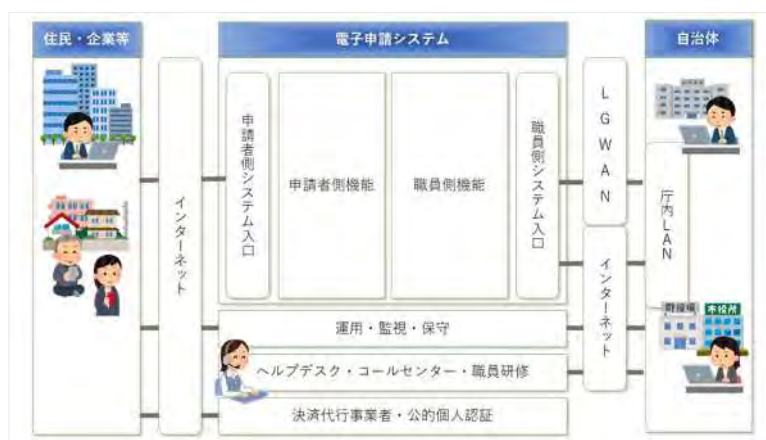 住民・企業等
電子申請システム
自治体
インターネット
申請者側システム入口
申請者側機能
職員側機能
職員側システム入口
LGWAN
インターネット
庁内LAN
運用・監視・保守
ヘルプデスク・コールセンター・職員研修
決済代行事業者・公的個人認証
町役場
市役所